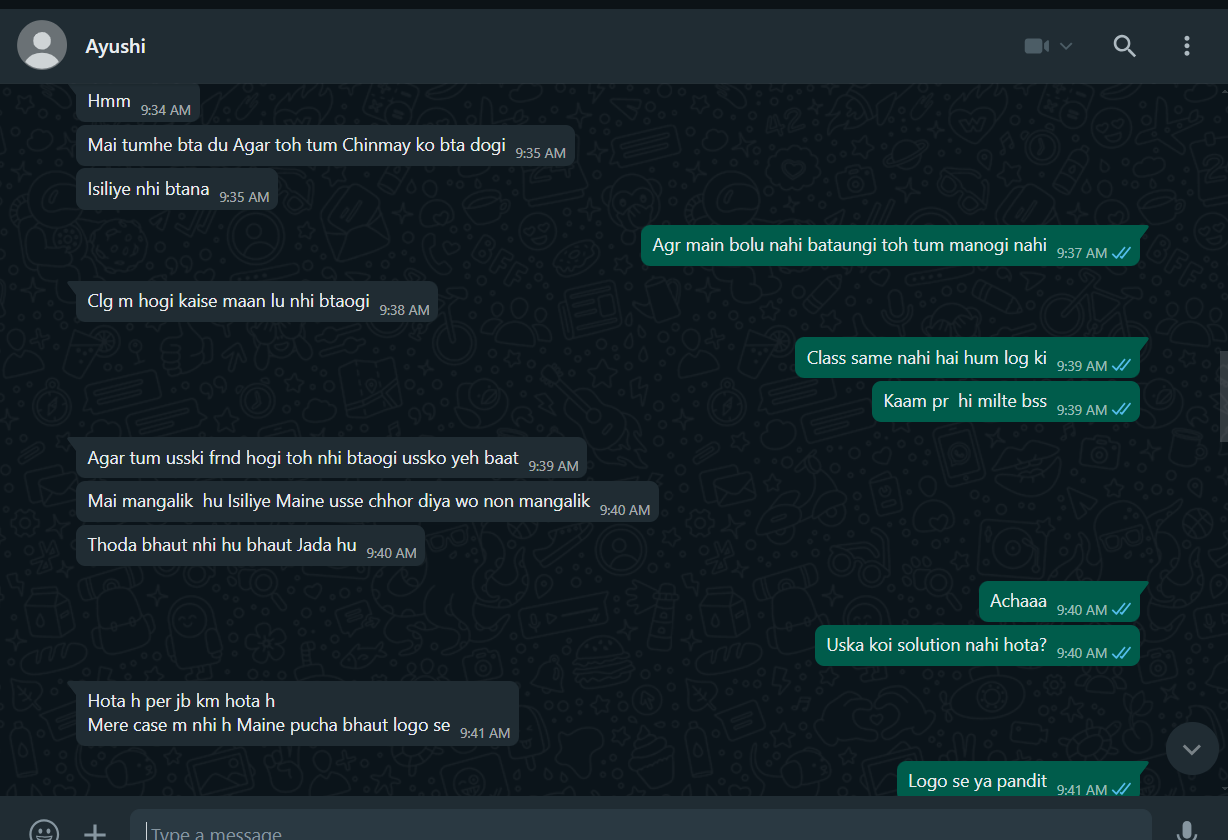 Ayushi
Hmm 9:34 AM
Mai tumhe bta du Agar toh tum Chinmay ko bta dogi 9:35 AM
Isiliye nhi btana 9:35 AM
Agr main bolu nahi bataungi toh tum manogi nahi 9:37 AM
Clg m hogi kaise maan lu nhi btaogi 9:38 AM
Class same nahi hai hum log ki 9:39 AM
Kaam pr  hi milte bss 9:39 AM
Agar tum usski frnd hogi toh nhi btaogi ussko yeh baat 9:39 AM
Mai mangalik  hu Isiliye Maine usse chhor diya wo non mangalik 9:40 AM
Thoda bhaut nhi hu bhaut Jada hu 9:40 AM
Achaaa 9:40 AM
Uska koi solution nahi hota? 9:40 AM
Hota h per jb km hota h
Mere case m nhi h Maine pucha bhaut logo se 9:41 AM
Logo se ya pandit 9:41 AM
Type a message